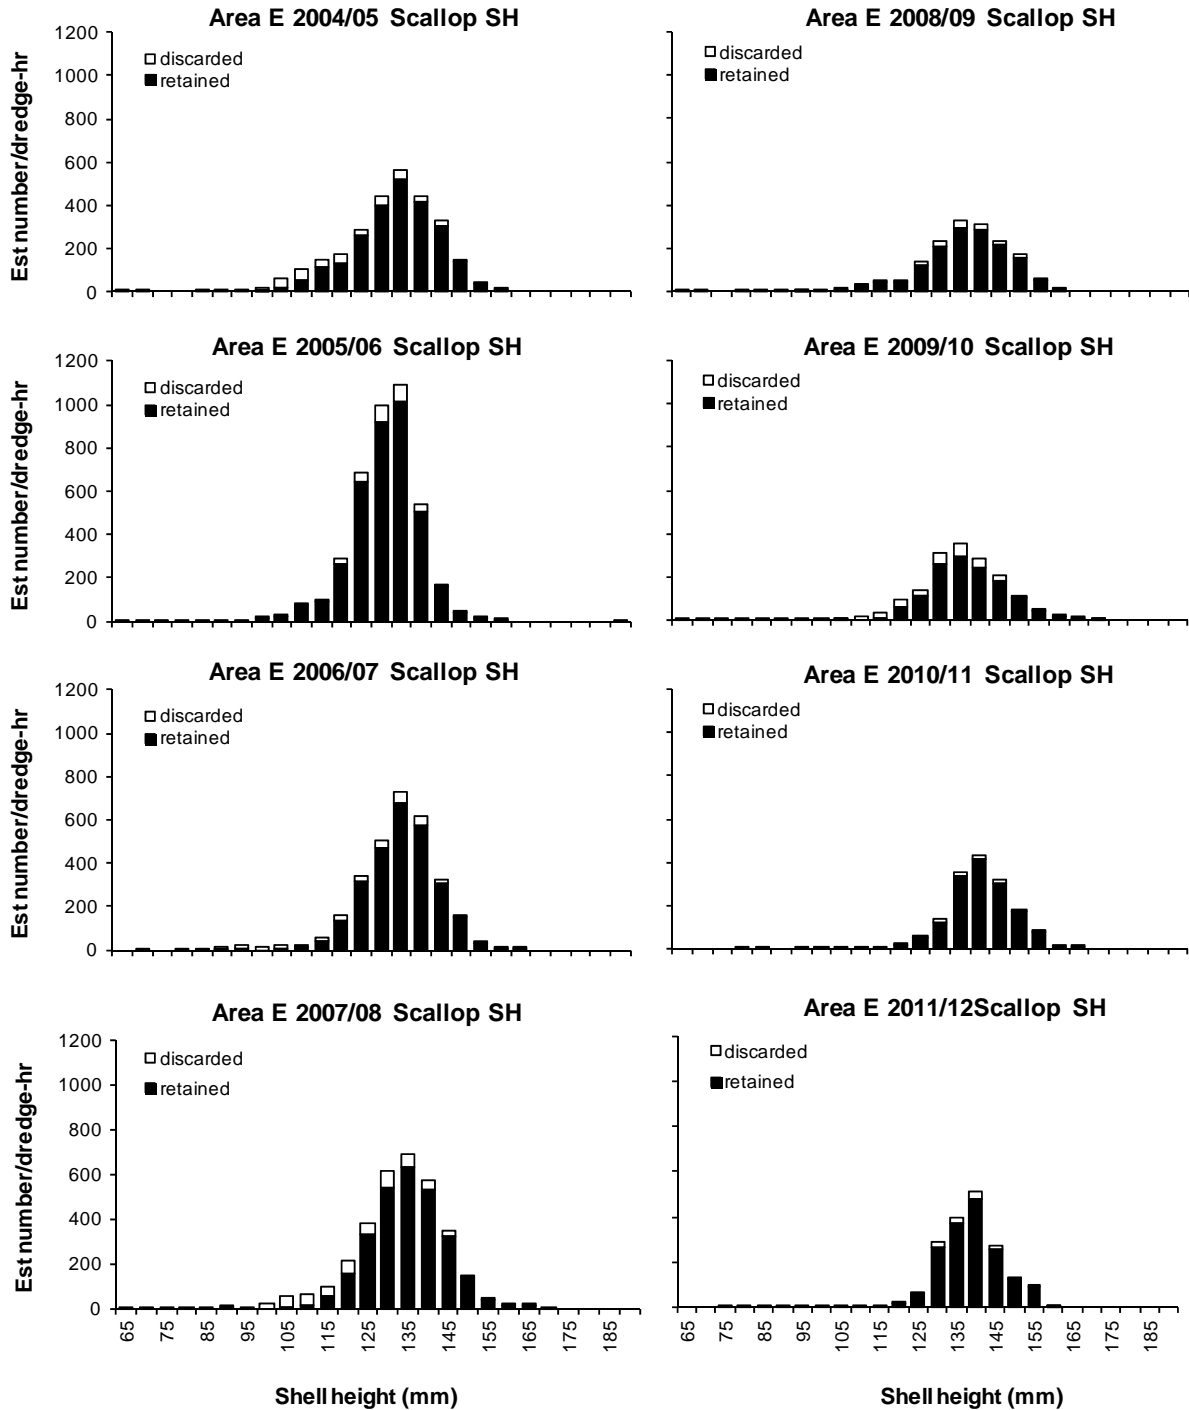 Area E 2004/05 Scallop SH
Est number/dredge-hr
1200
1000
800
600
400
200
0
discarded
retained
Area E 2008/09 Scallop SH
discarded
retained
Area E 2005/06 Scallop SH
Est number/dredge-hr
1200
1000
800
600
400
200
0
discarded
retained
Area E 2009/10 Scallop SH
discarded
retained
Area E 2006/07 Scallop SH
Est number/dredge-hr
1200
1000
800
600
400
200
0
discarded
retained
Area E 2010/11 Scallop SH
discarded
retained
Area E 2007/08 Scallop SH
Est number/dredge-hr
1200
1000
800
600
400
200
0
discarded
retained
65 75 85 95 105 115 125 135 145 155 165 175 185
Shell height (mm)
Area E 2011/12Scallop SH
discarded
retained
65 75 85 95 105 115 125 135 145 155 165 175 185
Shell height (mm)